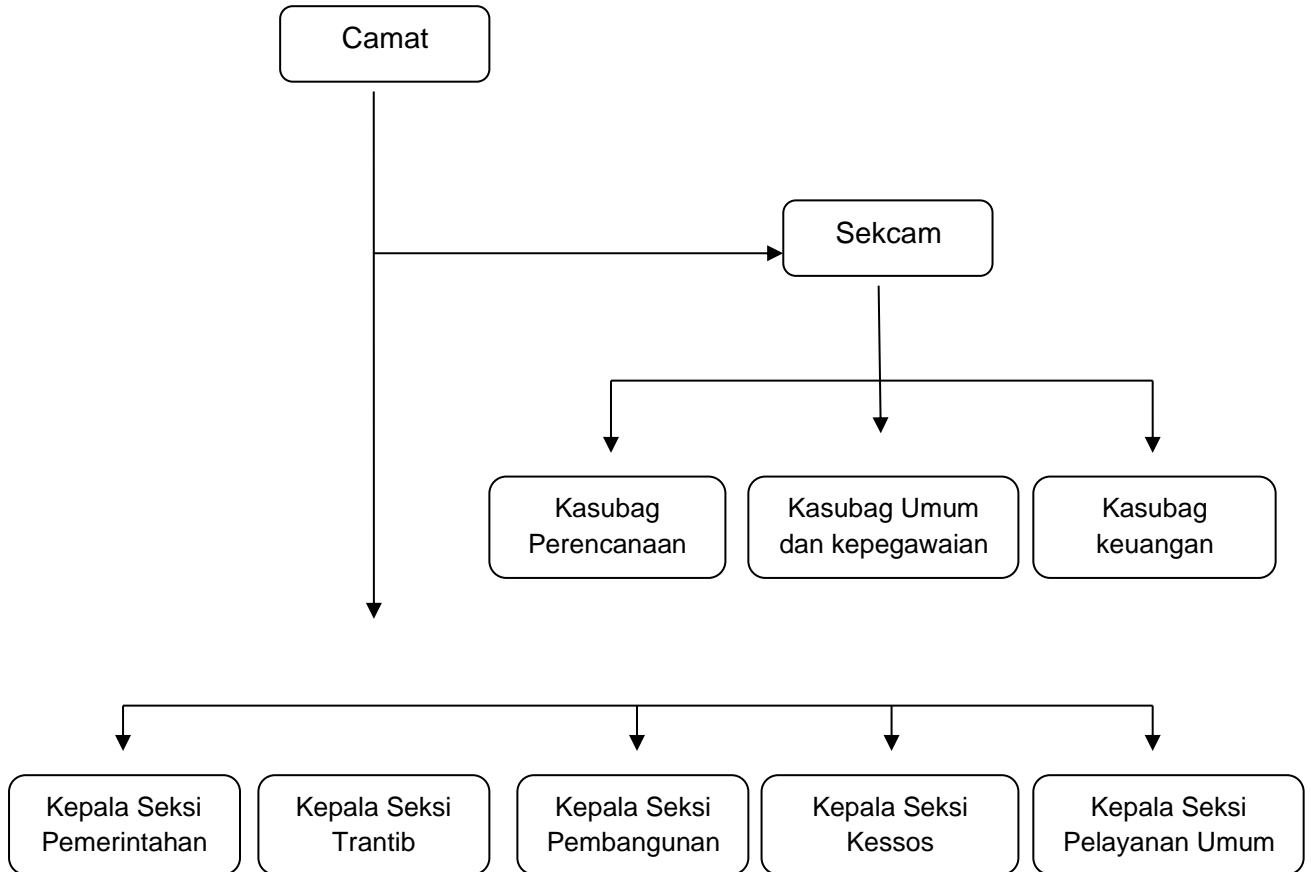 Camat
Sekcam
Kasubag
Perencanaan
Kasubag Umum
dan kepegawaian
Kasubag
keuangan
Kepala Seksi
Pemerintahan
Kepala Seksi
Trantib
Kepala Seksi
Pembangunan
Kepala Seksi
Kessos
Kepala Seksi
Pelayanan Umum